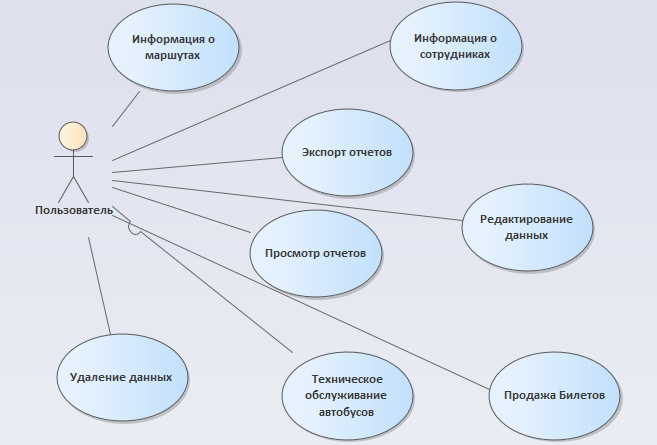 Информация о
маршутах
Информация о
сотрудниках
Экспорт отчетов
Пользователь
Редактирование
данных
Просмотр отчетов
Удаление данных
Техническое
обслуживание
автобусов
Продажа Билетов